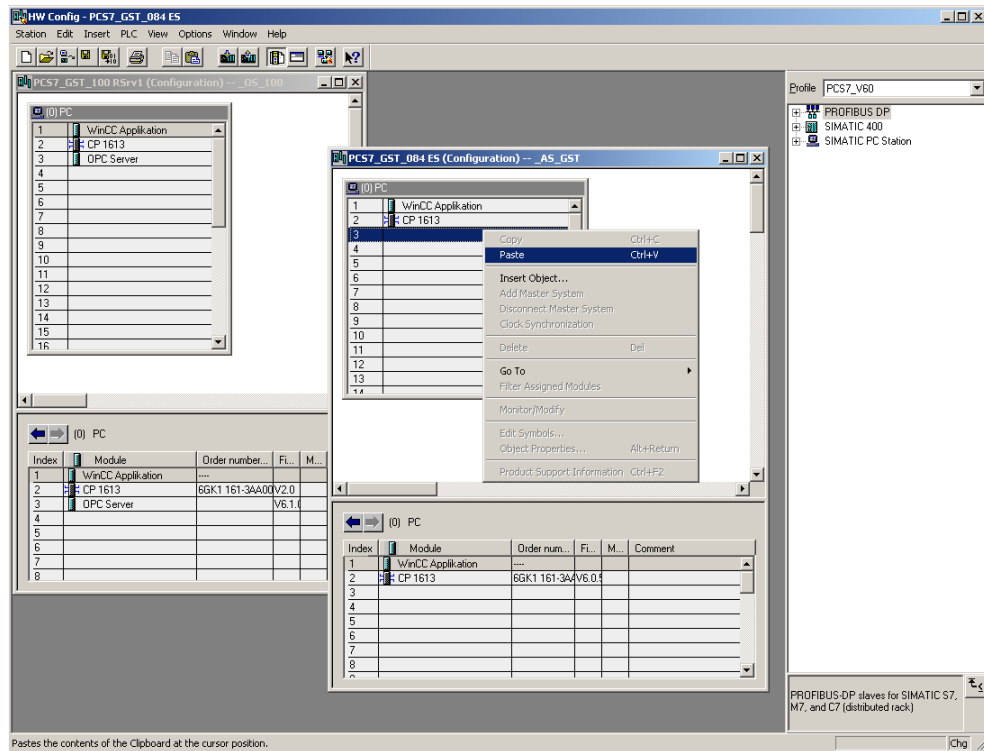 HW Config - PCS7_GST_084 ES
Station Edit Insert PLC View Options Window Help
PCS7_GST_100 RSrv1 (Configuration) -- _OS_100
(0) PC
1 WinCC Applikation
2 CP 1613
3 OPC Server
4
5
6
7
8
9
10
11
12
13
14
15
16
(0) PC
Index Module Order number... Fi... M...
1 WinCC Applikation ----
2 CP 1613 6GK1 161-3AA00 V2.0
3 OPC Server V6.1.0
4
5
6
7
8
PCS7_GST_084 ES (Configuration) -- _AS_GST
(0) PC
1 WinCC Applikation
2 CP 1613
3
4
5
6
7
8
9
10
11
12
13
14
Copy Ctrl+C
Paste Ctrl+V
Insert Object...
Add Master System
Disconnect Master System
Clock Synchronization
Delete Del
Go To
Filter Assigned Modules
Monitor/Modify
Edit Symbols...
Object Properties... Alt+Return
Product Support Information Ctrl+F2
(0) PC
Index Module Order num... Fi... M... Comment
1 WinCC Applikation ----
2 CP 1613 6GK1 161-3AA V6.0.5
3
4
5
6
7
8
Profile PCS7_V60
PROFIBUS DP
SIMATIC 400
SIMATIC PC Station
PROFIBUS-DP slaves for SIMATIC S7,
M7, and C7 (distributed rack)
Pastes the contents of the Clipboard at the cursor position.
Chg